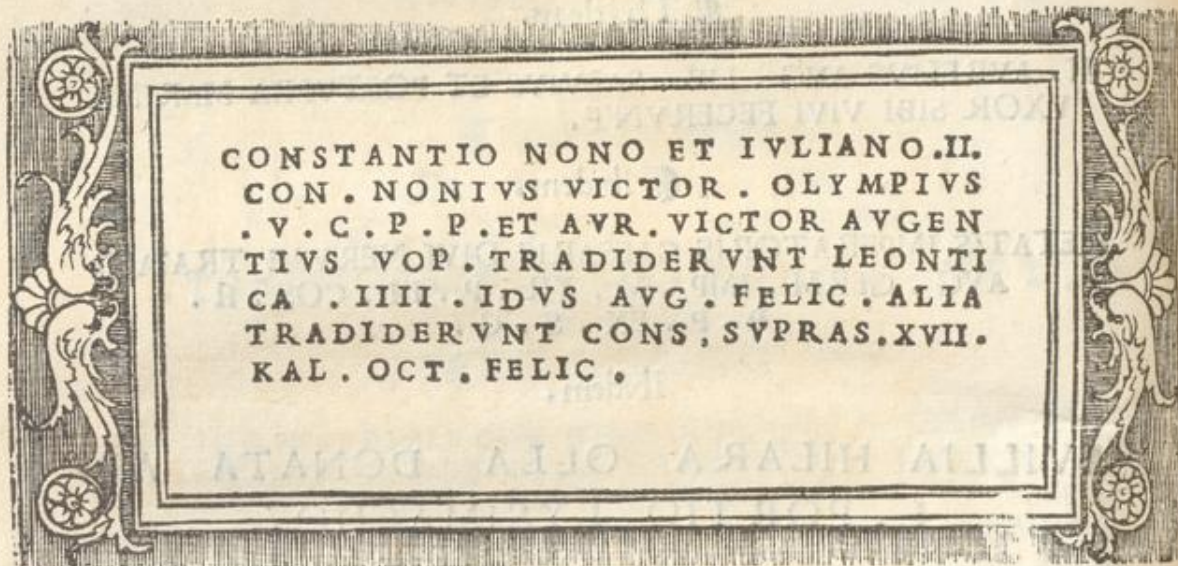 CONSTANTIO NONO ET IVLIANO.II.
CON . NONIVS VICTOR . OLYMPIVS
. V . C . P . P . ET AVR . VICTOR AVGEN
TIVS VOP . TRADIDERVNT LEONTI
CA . IIII . IDVS AVG . FELIC . ALIA
TRADIDERVNT CONS ; SVPRAS . XVII .
KAL . OCT . FELIC .